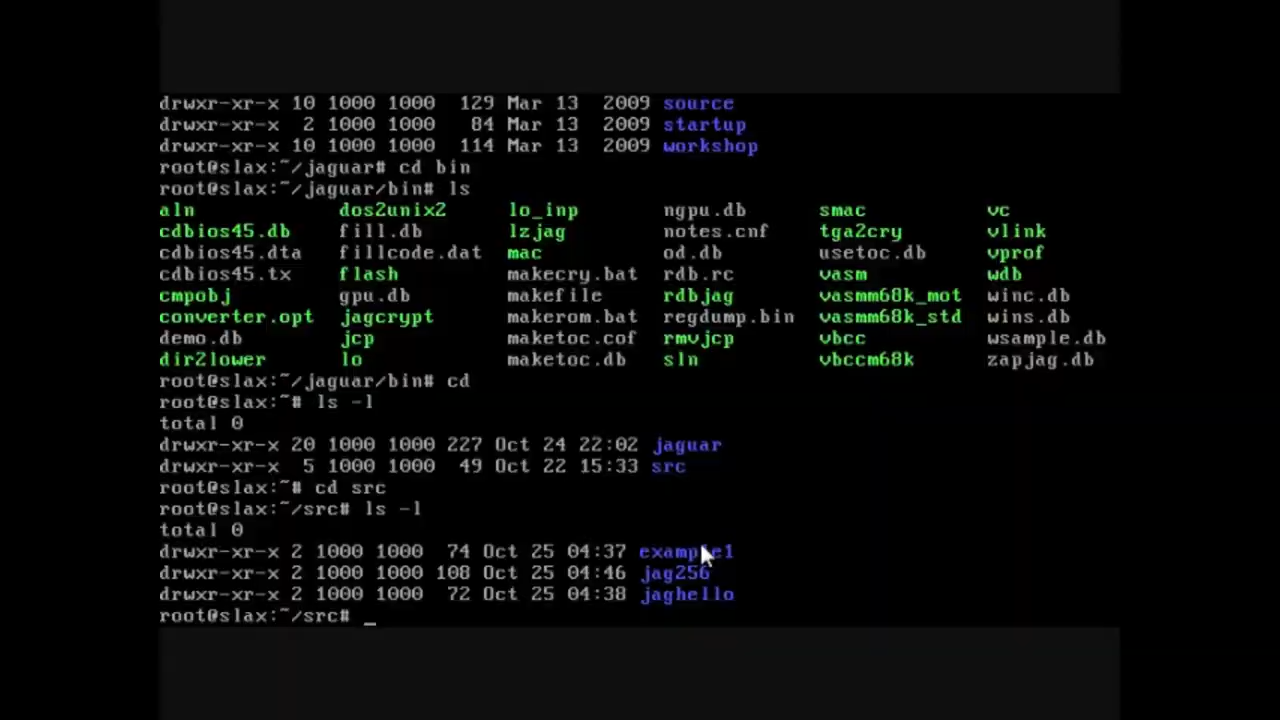 drwxr-xr-x 10 1000 1000  129 Mar 13  2009 source
drwxr-xr-x  2 1000 1000   84 Mar 13  2009 startup
drwxr-xr-x 10 1000 1000  114 Mar 13  2009 workshop
root@slax:~/jaguar# cd bin
root@slax:~/jaguar/bin# ls
aln            dos2unix2     lo_inp        ngpu.db      smac          vc
cdbios45.db    fill.db       lzjag         notes.cnf    tga2cry       vlink
cdbios45.dta   fillcode.dat  mac           od.db        usetoc.db     vprof
cdbios45.tx    flash         makecry.bat   rdb.rc       vasm          wdb
cmpobj         gpu.db        makefile      rdbjag       vasmm68k_mot  winc.db
converter.opt  jagcrypt      makerom.bat   regdump.bin  vasmm68k_std  wins.db
demo.db        jcp           maketoc.cof   rmvjcp       vbcc          wsample.db
dir2lower      lo            maketoc.db    sln          vbccm68k      zapjag.db
root@slax:~/jaguar/bin# cd
root@slax:~# ls -l
total 0
drwxr-xr-x 20 1000 1000 227 Oct 24 22:02 jaguar
drwxr-xr-x  5 1000 1000  49 Oct 22 15:33 src
root@slax:~# cd src
root@slax:~/src# ls -l
total 0
drwxr-xr-x 2 1000 1000  74 Oct 25 04:37 example1
drwxr-xr-x 2 1000 1000 108 Oct 25 04:46 jag256
drwxr-xr-x 2 1000 1000  72 Oct 25 04:38 jaghello
root@slax:~/src# _